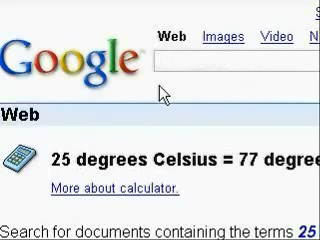 Web Images Video
Google
Web
25 degrees Celsius = 77 degree
More about calculator.
Search for documents containing the terms 25